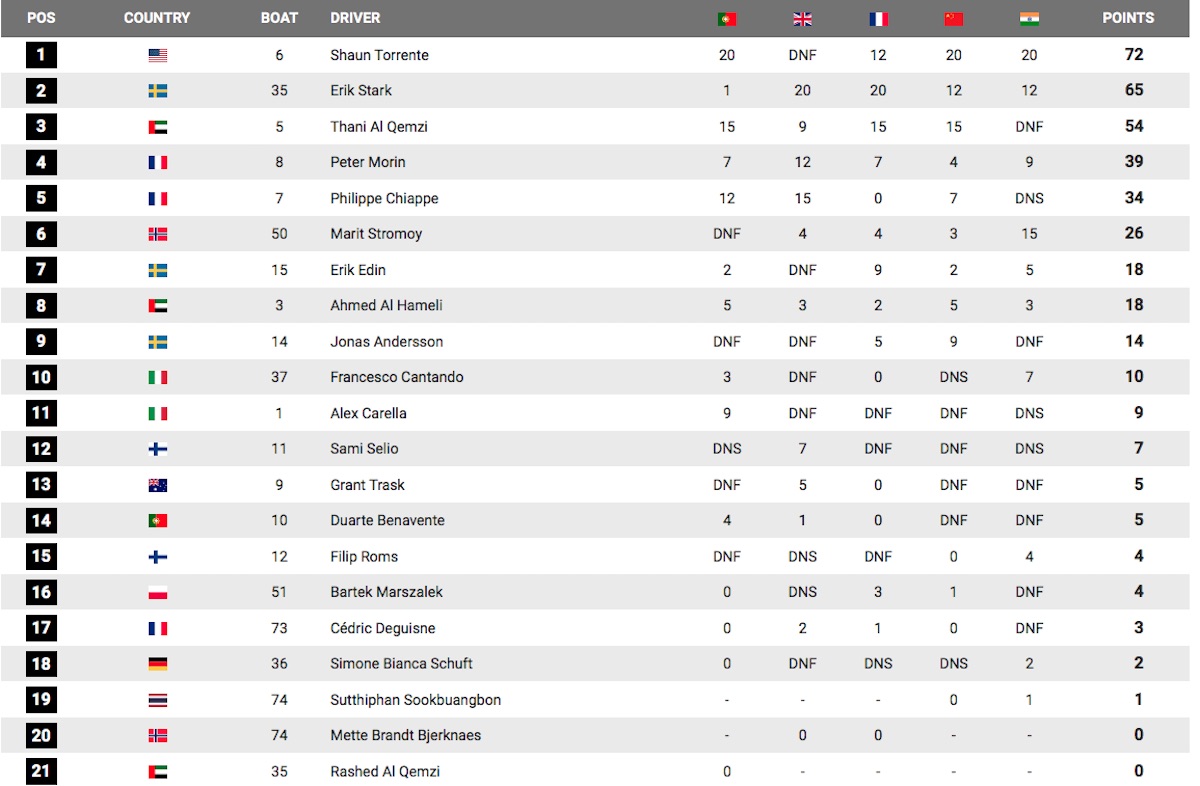 POS COUNTRY BOAT DRIVER POINTS
1 6 Shaun Torrente 20 DNF 12 20 20 72
2 35 Erik Stark 1 20 20 12 12 65
3 5 Thani Al Qemzi 15 9 15 15 DNF 54
4 8 Peter Morin 7 12 7 4 9 39
5 7 Philippe Chiappe 12 15 0 7 DNS 34
6 50 Marit Stromoy DNF 4 4 3 15 26
7 15 Erik Edin 2 DNF 9 2 5 18
8 3 Ahmed Al Hameli 5 3 2 5 3 18
9 14 Jonas Andersson DNF DNF 5 9 DNF 14
10 37 Francesco Cantando 3 DNF 0 DNS 7 10
11 1 Alex Carella 9 DNF DNF DNF DNS 9
12 11 Sami Selio DNS 7 DNF DNF DNS 7
13 9 Grant Trask DNF 5 0 DNF DNF 5
14 10 Duarte Benavente 4 1 0 DNF DNF 5
15 12 Filip Roms DNF DNS DNF 0 4 4
16 51 Bartek Marszalek 0 DNS 3 1 DNF 4
17 73 Cédric Deguisne 0 2 1 0 DNF 3
18 36 Simone Bianca Schuft 0 DNF DNS DNS 2 2
19 74 Sutthiphan Sookbuangbon - - - 0 1 1
20 74 Mette Brandt Bjerknaes - 0 0 - - 0
21 35 Rashed Al Qemzi 0 - - - - 0